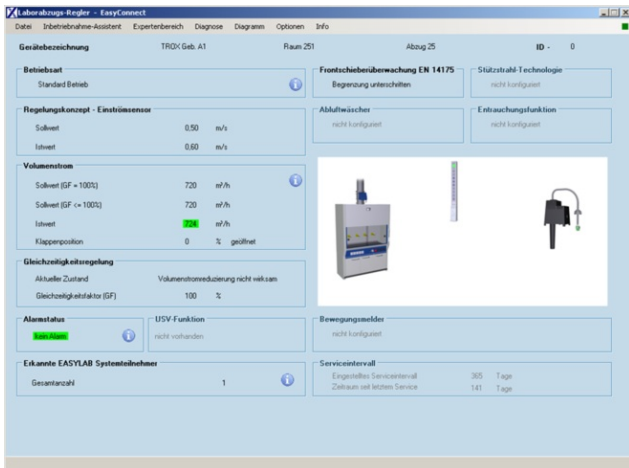 Laborabzugs-Regler - EasyConnect
Datei Inbetriebnahme-Assistent Expertenbereich Diagnose Diagramm Optionen Info
Gerätebezeichnung TROX Geb. A1 Raum 251 Abzug 25 ID - 0
Betriebsart
Standard Betrieb
Frontschieberüberwachung EN 14175
Begrenzung unterschritten
Stützstrahl-Technologie
nicht konfiguriert
Regelungskonzept - Einströmsensor
Sollwert 0,50 m/s
Istwert 0,60 m/s
Abluftwäscher
nicht konfiguriert
Entrauchungsfunktion
nicht konfiguriert
Volumenstrom
Sollwert (GF = 100%) 720 m³/h
Sollwert (GF <= 100%) 720 m³/h
Istwert 724 m³/h
Klappenposition 0 % geöffnet
Gleichzeitigkeitsregelung
Aktueller Zustand Volumenstromreduzierung nicht wirksam
Gleichzeitigkeitsfaktor (GF) 100 %
Alarmstatus
kein Alarm
USV-Funktion
nicht vorhanden
Bewegungsmelder
nicht konfiguriert
Erkannte EASYLAB Systemteilnehmer
Gesamtanzahl 1
Serviceintervall
Eingestelltes Serviceintervall 365 Tage
Zeitraum seit letztem Service 141 Tage